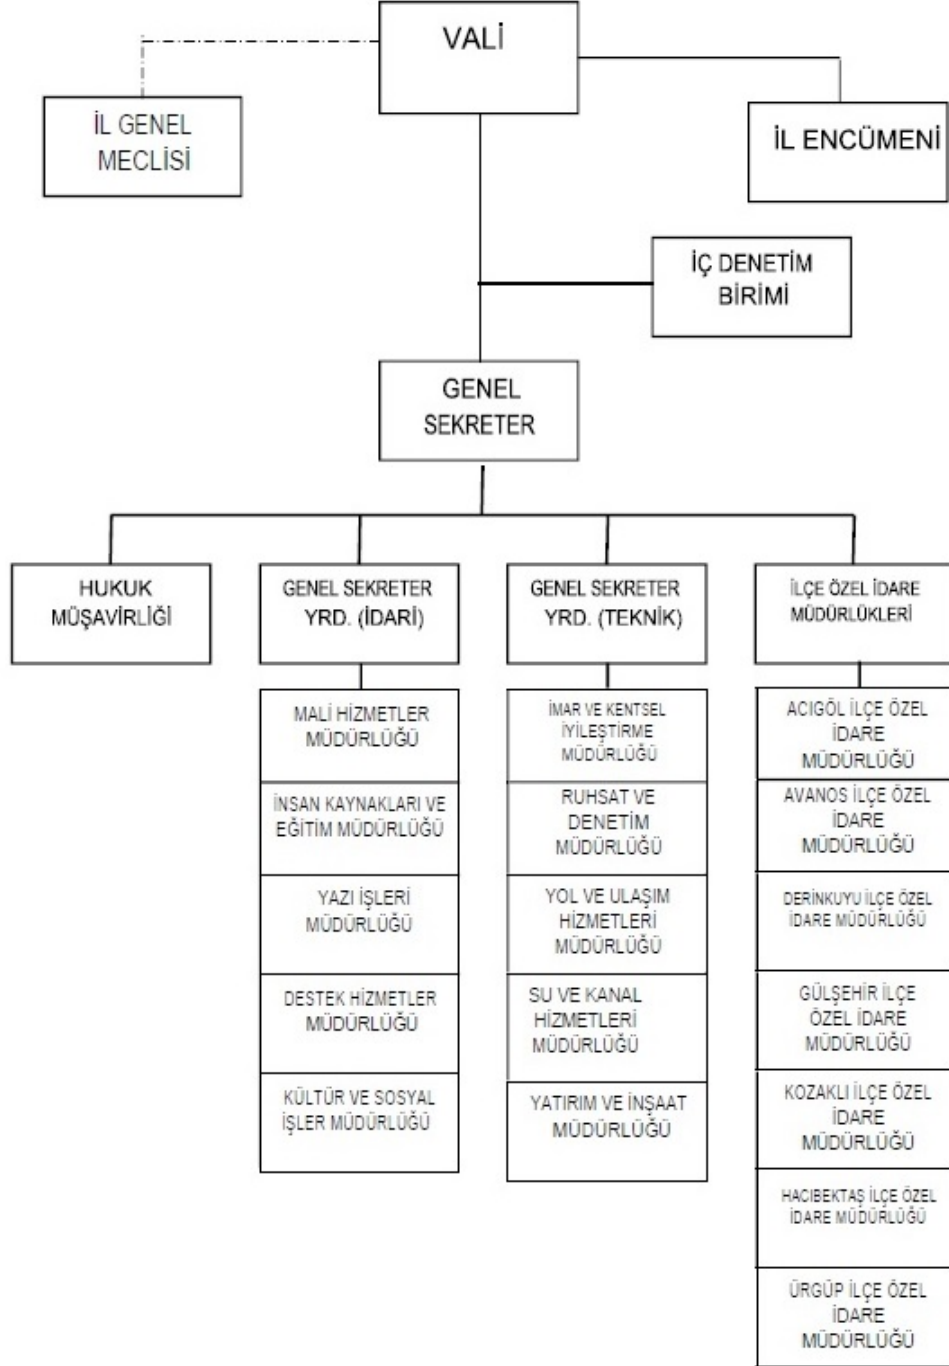 VALİ
İL GENEL
MECLİSİ
İL ENCÜMENİ
İÇ DENETİM
BİRİMİ
GENEL
SEKRETER
HUKUK
MÜŞAVİRLİĞİ
GENEL SEKRETER
YRD. (İDARİ)
GENEL SEKRETER
YRD. (TEKNİK)
İLÇE ÖZEL İDARE
MÜDÜRLÜKLERİ
MALİ HİZMETLER
MÜDÜRLÜĞÜ
İNSAN KAYNAKLARI VE
EĞİTİM MÜDÜRLÜĞÜ
YAZI İŞLERİ
MÜDÜRLÜĞÜ
DESTEK HİZMETLER
MÜDÜRLÜĞÜ
KÜLTÜR VE SOSYAL
İŞLER MÜDÜRLÜĞÜ
İMAR VE KENTSEL
İYİLEŞTİRME
MÜDÜRLÜĞÜ
RUHSAT VE
DENETİM
MÜDÜRLÜĞÜ
YOL VE ULAŞIM
HİZMETLERİ
MÜDÜRLÜĞÜ
SU VE KANAL
HİZMETLERİ
MÜDÜRLÜĞÜ
YATIRIM VE İNŞAAT
MÜDÜRLÜĞÜ
ACIGÖL İLÇE ÖZEL
İDARE
MÜDÜRLÜĞÜ
AVANOS İLÇE ÖZEL
İDARE
MÜDÜRLÜĞÜ
DERİNKUYU İLÇE ÖZEL
İDARE MÜDÜRLÜĞÜ
GÜLŞEHİR İLÇE
ÖZEL İDARE
MÜDÜRLÜĞÜ
KOZAKLI İLÇE ÖZEL
İDARE
MÜDÜRLÜĞÜ
HACIBEKTAŞ İLÇE ÖZEL
İDARE MÜDÜRLÜĞÜ
ÜRGÜP İLÇE ÖZEL
İDARE
MÜDÜRLÜĞÜ